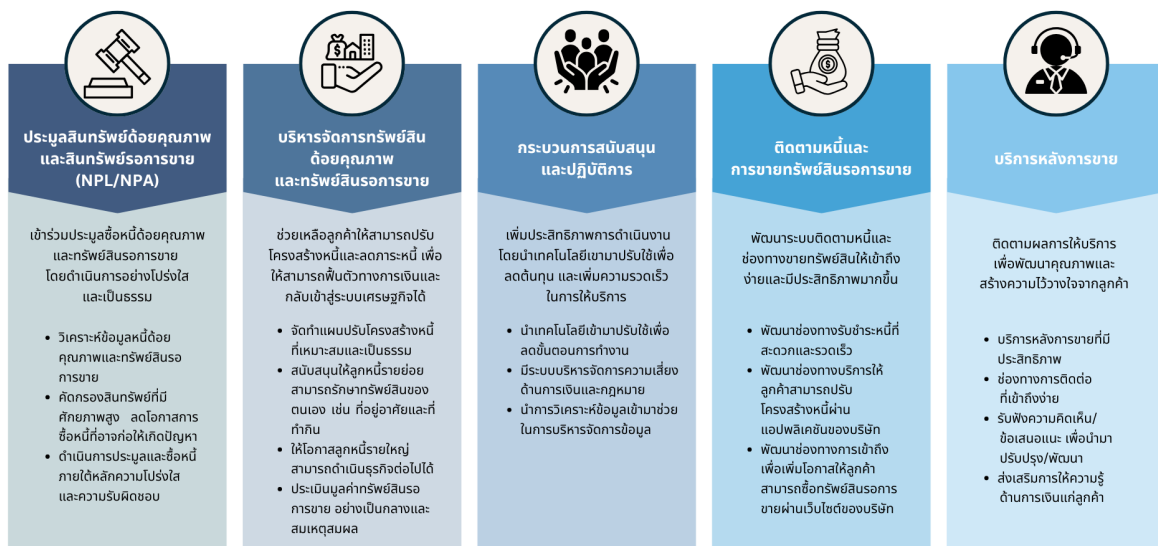 ประมูลสินทรัพย์ด้อยคุณภาพ
และสินทรัพย์รอการขาย
(NPL/NPA)
เข้าร่วมประมูลซื้อหนี้ด้อยคุณภาพ
และทรัพย์สินรอการขาย
โดยดำเนินการอย่างโปร่งใส
และเป็นธรรม
• วิเคราะห์ข้อมูลหนี้ด้อย
คุณภาพและทรัพย์สินรอ
การขาย
• คัดกรองสินทรัพย์ที่มี
ศักยภาพสูง ลดโอกาสการ
ซื้อหนี้ที่อาจก่อให้เกิดปัญหา
• ดำเนินการประมูลและซื้อหนี้
ภายใต้หลักความโปร่งใส
และความรับผิดชอบ
บริหารจัดการทรัพย์สิน
ด้อยคุณภาพ
และทรัพย์สินรอการขาย
ช่วยเหลือลูกค้าให้สามารถปรับ
โครงสร้างหนี้และลดภาระหนี้ เพื่อ
ให้สามารถฟื้นตัวทางการเงินและ
กลับเข้าสู่ระบบเศรษฐกิจได้
• จัดทำแผนปรับโครงสร้างหนี้
ที่เหมาะสมและเป็นธรรม
• สนับสนุนให้ลูกหนี้รายย่อย
สามารถรักษาทรัพย์สินของ
ตนเอง เช่น ที่อยู่อาศัยและที่
ทำกิน
• ให้โอกาสลูกหนี้รายใหญ่
สามารถดำเนินธุรกิจต่อไปได้
• ประเมินมูลค่าทรัพย์สินรอ
การขาย อย่างเป็นกลางและ
สมเหตุสมผล
กระบวนการสนับสนุน
และปฏิบัติการ
เพิ่มประสิทธิภาพการดำเนินงาน
โดยนำเทคโนโลยีเขามาปรับใช้เพื่อ
ลดต้นทุน และเพิ่มความรวดเร็ว
ในการให้บริการ
• นำเทคโนโลยีเข้ามาปรับใช้เพื่อ
ลดขั้นตอนการทำงาน
• มีระบบบริหารจัดการความเสี่ยง
ด้านการเงินและกฎหมาย
• นำการวิเคราะห์ข้อมูลเข้ามาช่วย
ในการบริหารจัดการข้อมูล
ติดตามหนี้และ
การขายทรัพย์สินรอการขาย
พัฒนาระบบติดตามหนี้และ
ช่องทางขายทรัพย์สินให้เข้าถึง
ง่ายและมีประสิทธิภาพมากขึ้น
• พัฒนาช่องทางรับชำระหนี้ที่
สะดวกและรวดเร็ว
• พัฒนาช่องทางบริการให้
ลูกค้าสามารถปรับ
โครงสร้างหนี้ผ่าน
แอปพลิเคชันของบริษัท
• พัฒนาช่องทางการเข้าถึง
เพื่อเพิ่มโอกาสให้ลูกค้า
สามารถซื้อทรัพย์สินรอการ
ขายผ่านเว็บไซต์ของบริษัท
บริการหลังการขาย
ติดตามผลการให้บริการ
เพื่อพัฒนาคุณภาพและ
สร้างความไว้วางใจจากลูกค้า
• บริการหลังการขายที่มี
ประสิทธิภาพ
• ช่องทางการติดต่อ
ที่เข้าถึงง่าย
• รับฟังความคิดเห็น/
ข้อเสนอแนะ เพื่อนำมา
ปรับปรุง/พัฒนา
• ส่งเสริมการให้ความรู้
ด้านการเงินแก่ลูกค้า